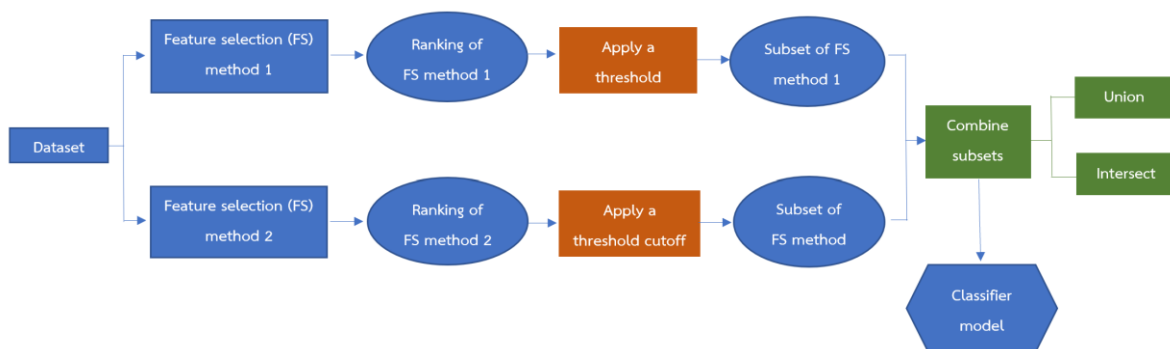 Feature selection (FS)
method 1
Ranking of
FS method 1
Apply a
threshold
Subset of FS
method 1
Union
Combine
subsets
Dataset
Intersect
Feature selection (FS)
method 2
Ranking of
FS method 2
Apply a
threshold cutoff
Subset of
FS method
Classifier
model